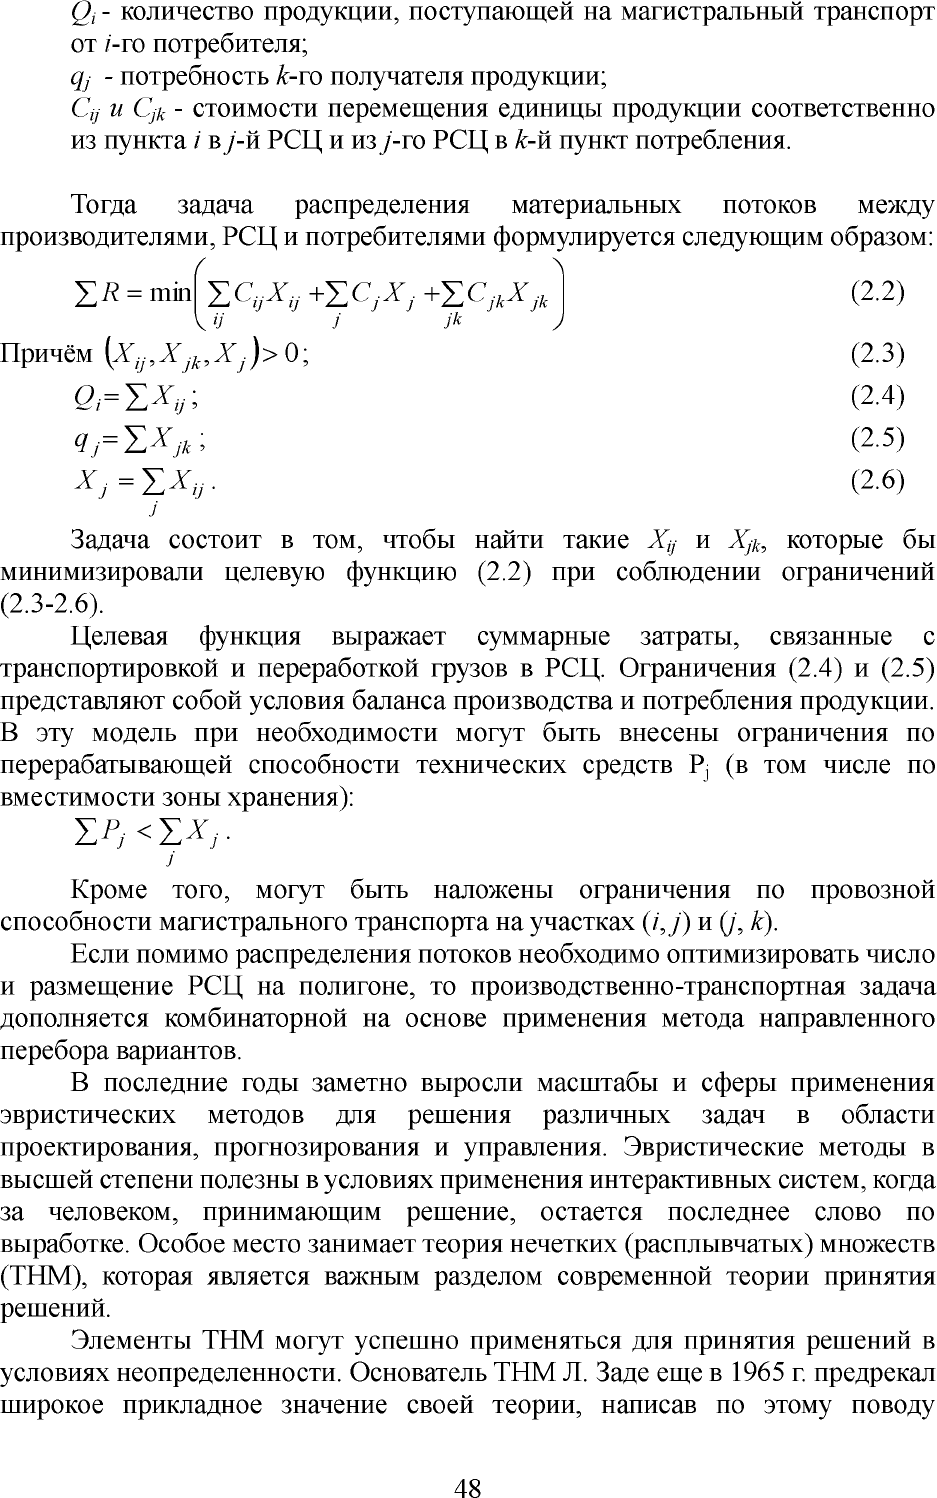 Qi - количество продукции, поступающей на магистральный транспорт
от i-го потребителя;
qj - потребность k-го получателя продукции;
Cij и Cjk - стоимости перемещения единицы продукции соответственно
из пункта i в j-й РСЦ и из j-го РСЦ в k-й пункт потребления.
Тогда задача распределения материальных потоков между
производителями, РСЦ и потребителями формулируется следующим образом:
∑R = min(∑ij CijXij + ∑j CjXj + ∑jk CjkXjk) (2.2)
Причём (Xij, Xjk, Xj) > 0; (2.3)
Qi = ∑Xij; (2.4)
qj = ∑Xjk; (2.5)
Xj = ∑j Xij. (2.6)
Задача состоит в том, чтобы найти такие Xij и Xjk, которые бы
минимизировали целевую функцию (2.2) при соблюдении ограничений
(2.3-2.6).
Целевая функция выражает суммарные затраты, связанные с
транспортировкой и переработкой грузов в РСЦ. Ограничения (2.4) и (2.5)
представляют собой условия баланса производства и потребления продукции.
В эту модель при необходимости могут быть внесены ограничения по
перерабатывающей способности технических средств Pj (в том числе по
вместимости зоны хранения):
∑Pj < ∑j Xj.
Кроме того, могут быть наложены ограничения по провозной
способности магистрального транспорта на участках (i, j) и (j, k).
Если помимо распределения потоков необходимо оптимизировать число
и размещение РСЦ на полигоне, то производственно-транспортная задача
дополняется комбинаторной на основе применения метода направленного
перебора вариантов.
В последние годы заметно выросли масштабы и сферы применения
эвристических методов для решения различных задач в области
проектирования, прогнозирования и управления. Эвристические методы в
высшей степени полезны в условиях применения интерактивных систем, когда
за человеком, принимающим решение, остается последнее слово по
выработке. Особое место занимает теория нечетких (расплывчатых) множеств
(ТНМ), которая является важным разделом современной теории принятия
решений.
Элементы ТНМ могут успешно применяться для принятия решений в
условиях неопределенности. Основатель ТНМ Л. Заде еще в 1965 г. предрекал
широкое прикладное значение своей теории, написав по этому поводу
48